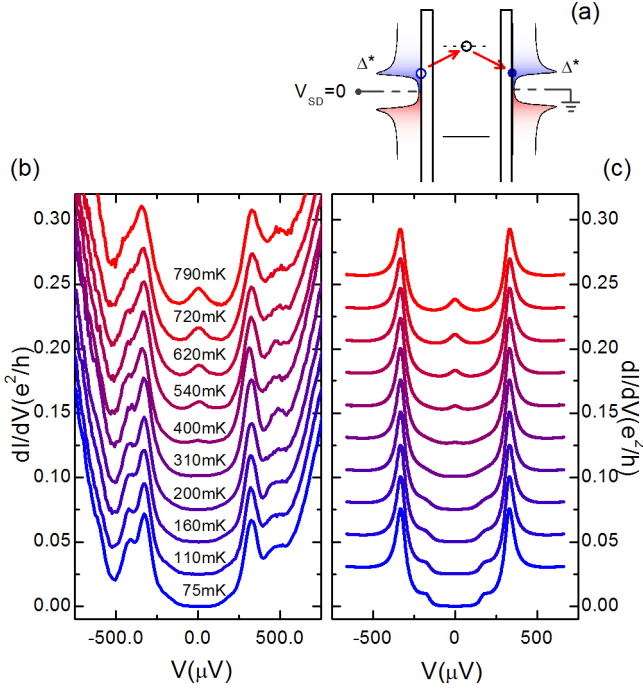 (a)
Δ* Δ*
V_SD=0
(b) (c)
0.30 0.30
790mK
0.25 0.25
720mK
620mK
0.20 0.20
540mK
0.15 0.15
400mK
310mK
0.10 0.10
200mK
160mK
0.05 0.05
110mK
75mK
0.00 0.00
dI/dV(e²/h) dI/dV(e²/h)
-500.0 0.0 500.0 -500 0 500
V(μV) V(μV)